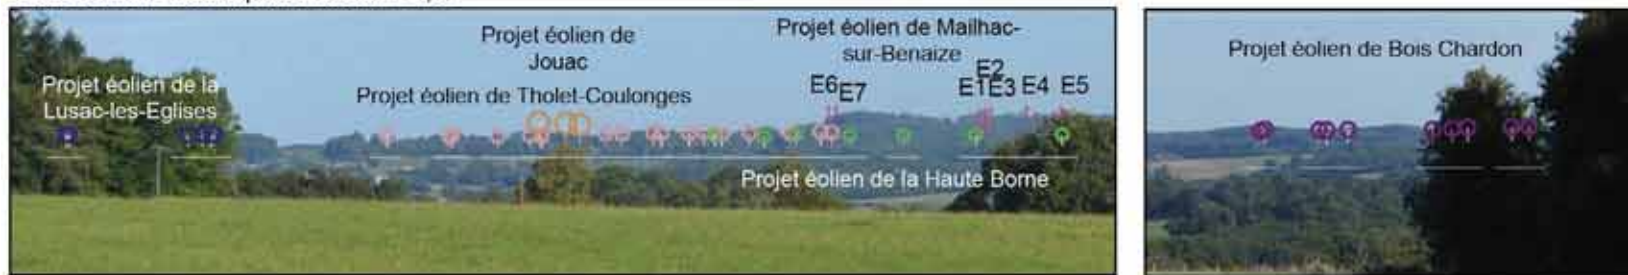 Projet éolien de la
Lusac-les-Eglises
Projet éolien de
Jouac
Projet éolien de Tholet-Coulonges
Projet éolien de Mailhac-
sur-Benaize
E6E7
E2
E1E3 E4 E5
Projet éolien de la Haute Borne
Projet éolien de Bois Chardon